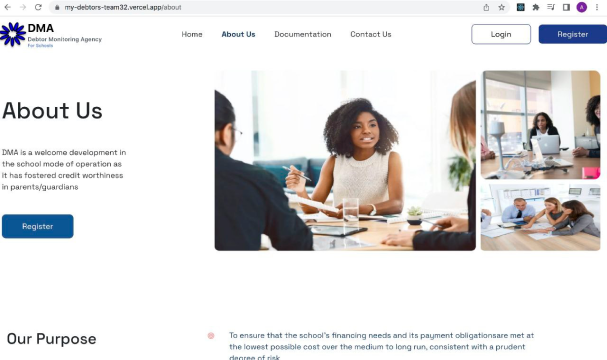 my-debtors-team32.vercel.app/about
A
DMA
Debtor Monitoring Agency
For Schools
Home
About Us
Documentation
Contact Us
Login
Register
About Us
DMA is a welcome development in
the school mode of operation as
it has fostered credit worthiness
in parents/guardians
Register
Our Purpose
To ensure that the school's financing needs and its payment obligationsare met at
the lowest possible cost over the medium to long run, consistent with a prudent
degree of risk